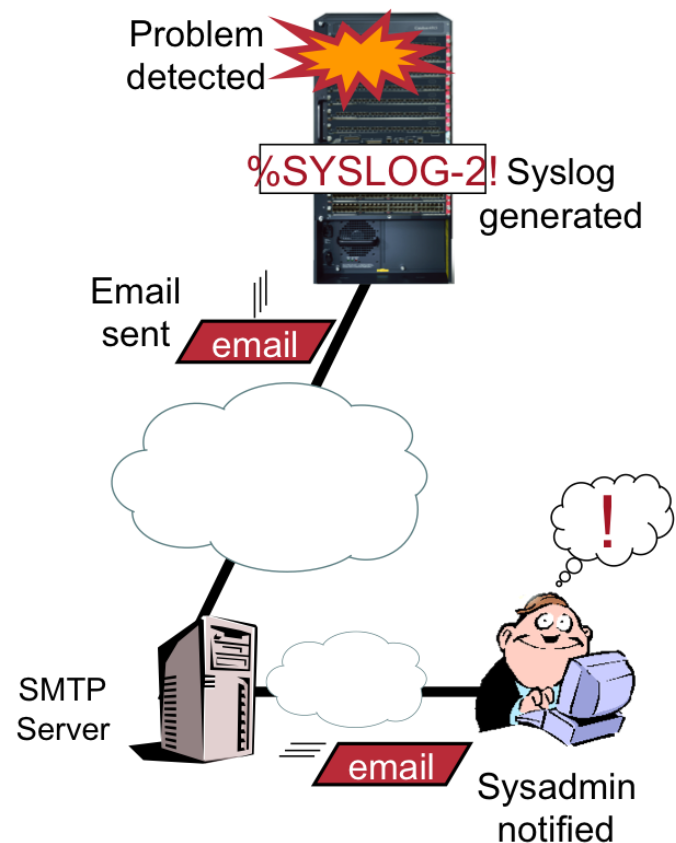 Problem
detected
%SYSLOG-2!
Syslog
generated
Email
sent
email
!
SMTP
Server
email
Sysadmin
notified